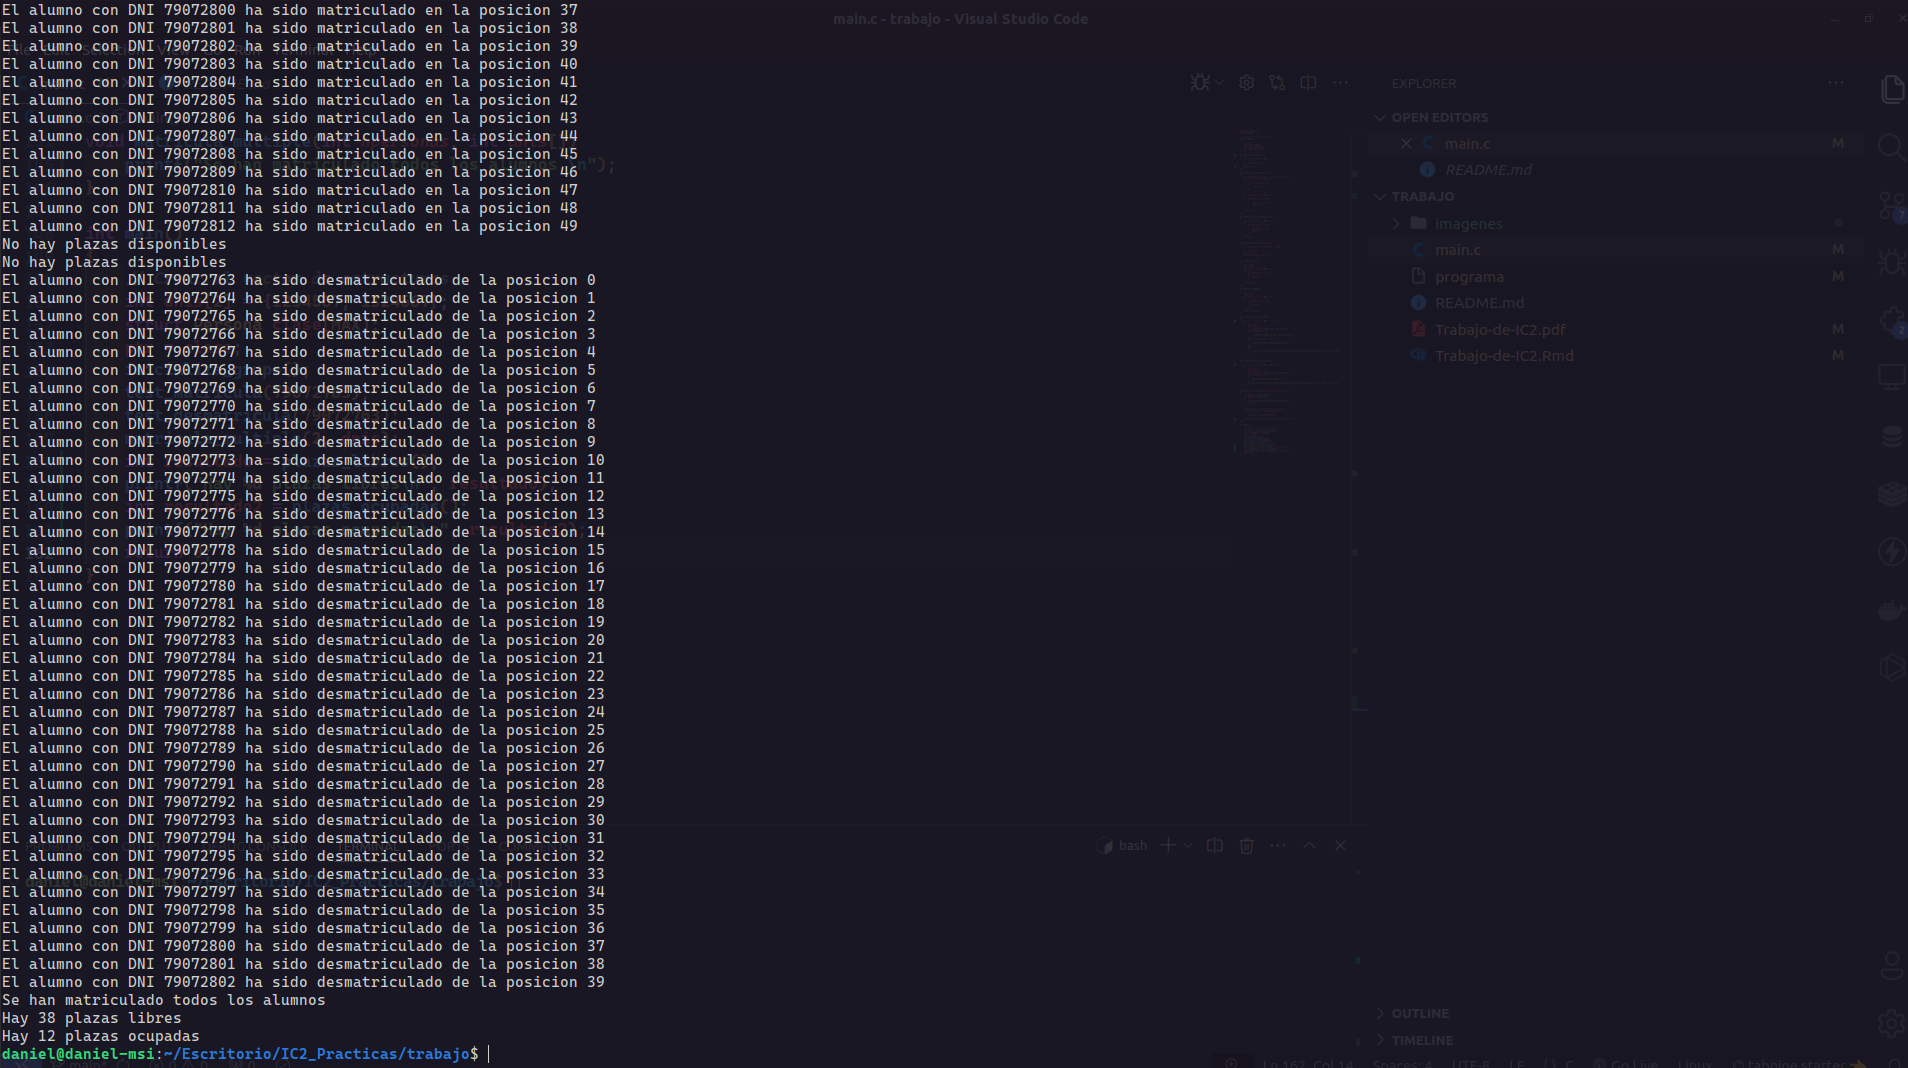 El alumno con DNI 79072800 ha sido matriculado en la posicion 37
El alumno con DNI 79072801 ha sido matriculado en la posicion 38
El alumno con DNI 79072802 ha sido matriculado en la posicion 39
El alumno con DNI 79072803 ha sido matriculado en la posicion 40
El alumno con DNI 79072804 ha sido matriculado en la posicion 41
El alumno con DNI 79072805 ha sido matriculado en la posicion 42
El alumno con DNI 79072806 ha sido matriculado en la posicion 43
El alumno con DNI 79072807 ha sido matriculado en la posicion 44
El alumno con DNI 79072808 ha sido matriculado en la posicion 45
El alumno con DNI 79072809 ha sido matriculado en la posicion 46
El alumno con DNI 79072810 ha sido matriculado en la posicion 47
El alumno con DNI 79072811 ha sido matriculado en la posicion 48
El alumno con DNI 79072812 ha sido matriculado en la posicion 49
No hay plazas disponibles
No hay plazas disponibles
El alumno con DNI 79072763 ha sido desmatriculado de la posicion 0
El alumno con DNI 79072764 ha sido desmatriculado de la posicion 1
El alumno con DNI 79072765 ha sido desmatriculado de la posicion 2
El alumno con DNI 79072766 ha sido desmatriculado de la posicion 3
El alumno con DNI 79072767 ha sido desmatriculado de la posicion 4
El alumno con DNI 79072768 ha sido desmatriculado de la posicion 5
El alumno con DNI 79072769 ha sido desmatriculado de la posicion 6
El alumno con DNI 79072770 ha sido desmatriculado de la posicion 7
El alumno con DNI 79072771 ha sido desmatriculado de la posicion 8
El alumno con DNI 79072772 ha sido desmatriculado de la posicion 9
El alumno con DNI 79072773 ha sido desmatriculado de la posicion 10
El alumno con DNI 79072774 ha sido desmatriculado de la posicion 11
El alumno con DNI 79072775 ha sido desmatriculado de la posicion 12
El alumno con DNI 79072776 ha sido desmatriculado de la posicion 13
El alumno con DNI 79072777 ha sido desmatriculado de la posicion 14
El alumno con DNI 79072778 ha sido desmatriculado de la posicion 15
El alumno con DNI 79072779 ha sido desmatriculado de la posicion 16
El alumno con DNI 79072780 ha sido desmatriculado de la posicion 17
El alumno con DNI 79072781 ha sido desmatriculado de la posicion 18
El alumno con DNI 79072782 ha sido desmatriculado de la posicion 19
El alumno con DNI 79072783 ha sido desmatriculado de la posicion 20
El alumno con DNI 79072784 ha sido desmatriculado de la posicion 21
El alumno con DNI 79072785 ha sido desmatriculado de la posicion 22
El alumno con DNI 79072786 ha sido desmatriculado de la posicion 23
El alumno con DNI 79072787 ha sido desmatriculado de la posicion 24
El alumno con DNI 79072788 ha sido desmatriculado de la posicion 25
El alumno con DNI 79072789 ha sido desmatriculado de la posicion 26
El alumno con DNI 79072790 ha sido desmatriculado de la posicion 27
El alumno con DNI 79072791 ha sido desmatriculado de la posicion 28
El alumno con DNI 79072792 ha sido desmatriculado de la posicion 29
El alumno con DNI 79072793 ha sido desmatriculado de la posicion 30
El alumno con DNI 79072794 ha sido desmatriculado de la posicion 31
El alumno con DNI 79072795 ha sido desmatriculado de la posicion 32
El alumno con DNI 79072796 ha sido desmatriculado de la posicion 33
El alumno con DNI 79072797 ha sido desmatriculado de la posicion 34
El alumno con DNI 79072798 ha sido desmatriculado de la posicion 35
El alumno con DNI 79072799 ha sido desmatriculado de la posicion 36
El alumno con DNI 79072800 ha sido desmatriculado de la posicion 37
El alumno con DNI 79072801 ha sido desmatriculado de la posicion 38
El alumno con DNI 79072802 ha sido desmatriculado de la posicion 39
Se han matriculado todos los alumnos
Hay 38 plazas libres
Hay 12 plazas ocupadas
daniel@daniel-msi:~/Escritorio/IC2_Practicas/trabajo$
main.c - trabajo - Visual Studio Code
EXPLORER
OPEN EDITORS
main.c M
README.md
TRABAJO
imagenes
main.c M
programa M
README.md
Trabajo-de-IC2.pdf M
Trabajo-de-IC2.Rmd M
7
2
bash
OUTLINE
TIMELINE
Ln 162, Col 14 Spaces: 4 UTF-8 LF C Go Live Linux tabnine starter